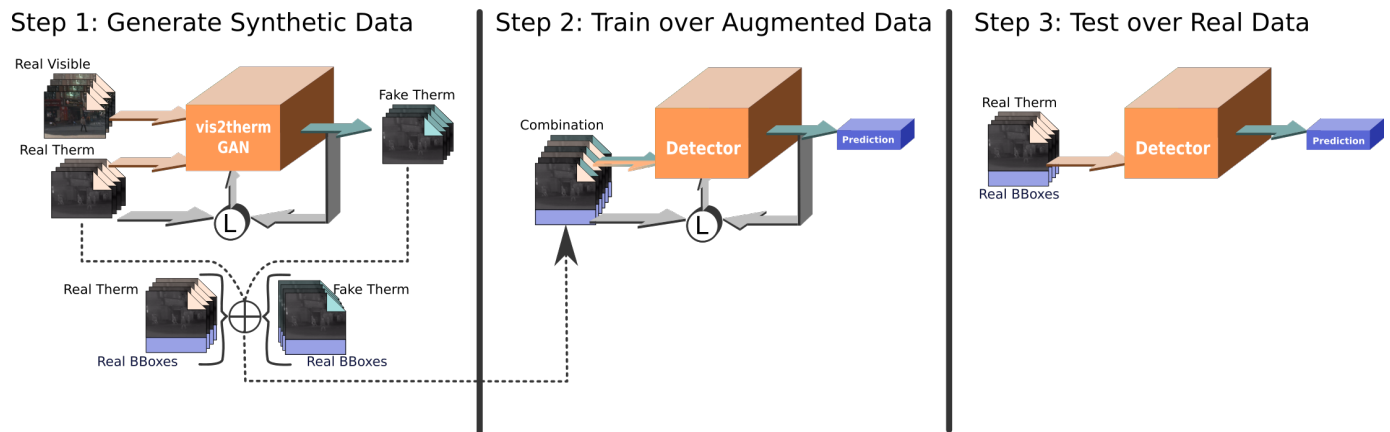 Step 1: Generate Synthetic Data
Real Visible
vis2therm
GAN
Fake Therm
Real Therm
L
Real Therm
Fake Therm
Real BBoxes
Real BBoxes
Step 2: Train over Augmented Data
Combination
Detector
Prediction
L
Step 3: Test over Real Data
Real Therm
Detector
Prediction
Real BBoxes